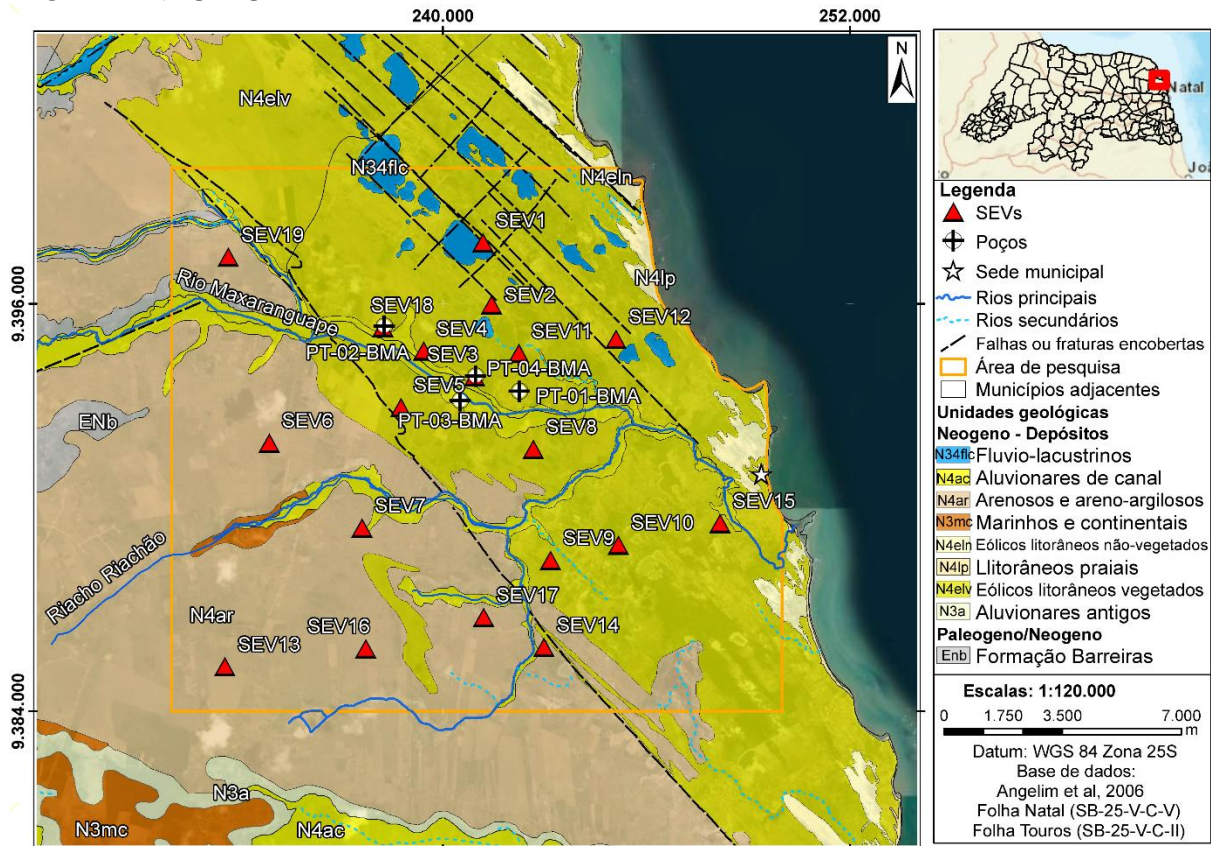 240.000
252.000
9.396.000
9.384.000
N
N4elv
N34flc
N4eln
SEV1
SEV19
N4lp
Rio Maxaranguape
SEV2
SEV18
SEV4
SEV11
SEV12
PT-02-BMA
SEV3
PT-04-BMA
SEV5
PT-01-BMA
PT-03-BMA
ENb
SEV6
SEV8
SEV7
SEV15
SEV10
SEV9
Riacho Riachão
SEV17
N4ar
SEV16
SEV14
SEV13
N3a
N3mc
N4ac
Natal
Joã
Legenda
SEVs
Poços
Sede municipal
Rios principais
Rios secundários
Falhas ou fraturas encobertas
Área de pesquisa
Municípios adjacentes
Unidades geológicas
Neogeno - Depósitos
N34flc Fluvio-lacustrinos
N4ac Aluvionares de canal
N4ar Arenosos e areno-argilosos
N3mc Marinhos e continentais
N4eln Eólicos litorâneos não-vegetados
N4lp Llitorâneos praiais
N4elv Eólicos litorâneos vegetados
N3a Aluvionares antigos
Paleogeno/Neogeno
Enb Formação Barreiras
Escalas: 1:120.000
0 1.750 3.500 7.000
m
Datum: WGS 84 Zona 25S
Base de dados:
Angelim et al, 2006
Folha Natal (SB-25-V-C-V)
Folha Touros (SB-25-V-C-II)